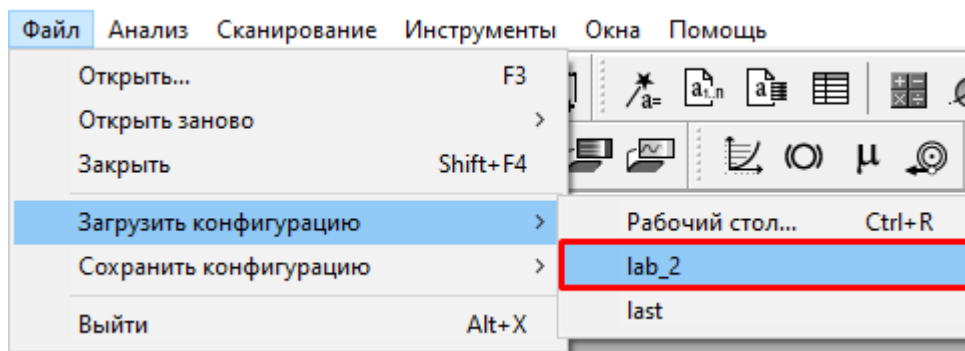 Файл Анализ Сканирование Инструменты Окна Помощь
Открыть... F3
Открыть заново
Закрыть Shift+F4
Загрузить конфигурацию
Сохранить конфигурацию
Выйти Alt+X
a=
a1..n
a
μ
Рабочий стол... Ctrl+R
lab_2
last